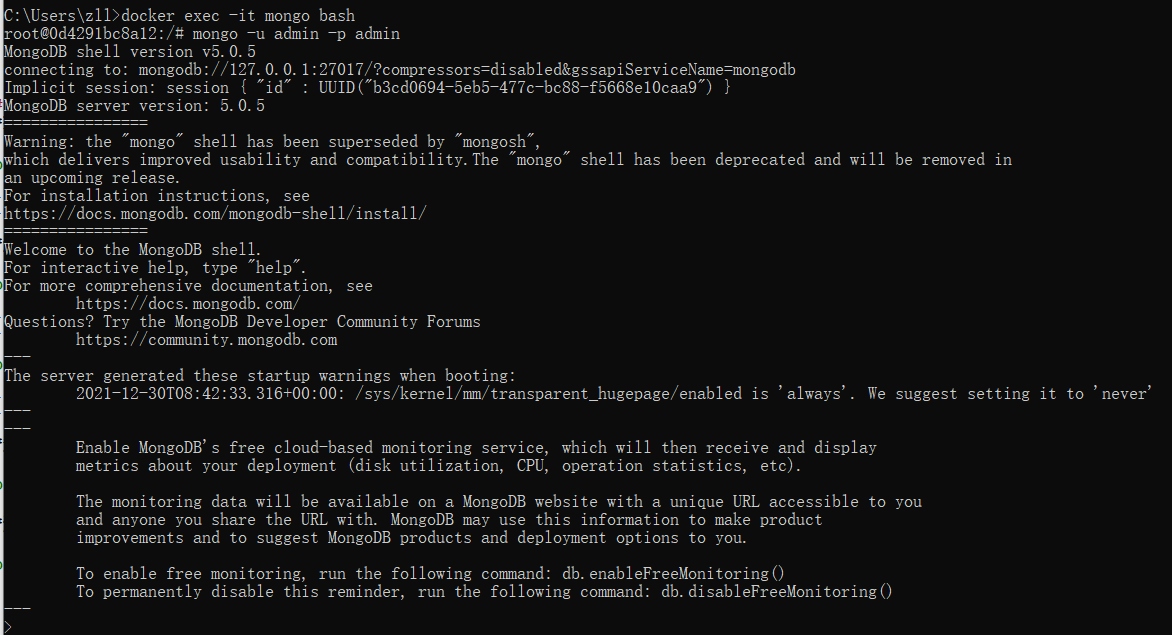 C:\Users\zll>docker exec -it mongo bash
root@0d4291bc8a12:/# mongo -u admin -p admin
MongoDB shell version v5.0.5
connecting to: mongodb://127.0.0.1:27017/?compressors=disabled&gssapiServiceName=mongodb
Implicit session: session { "id" : UUID("b3cd0694-5eb5-477c-bc88-f5668e10caa9") }
MongoDB server version: 5.0.5
================
Warning: the "mongo" shell has been superseded by "mongosh",
which delivers improved usability and compatibility.The "mongo" shell has been deprecated and will be removed in
an upcoming release.
For installation instructions, see
https://docs.mongodb.com/mongodb-shell/install/
================
Welcome to the MongoDB shell.
For interactive help, type "help".
For more comprehensive documentation, see
        https://docs.mongodb.com/
Questions? Try the MongoDB Developer Community Forums
        https://community.mongodb.com
---
The server generated these startup warnings when booting:
        2021-12-30T08:42:33.316+00:00: /sys/kernel/mm/transparent_hugepage/enabled is 'always'. We suggest setting it to 'never'
---
---
        Enable MongoDB's free cloud-based monitoring service, which will then receive and display
        metrics about your deployment (disk utilization, CPU, operation statistics, etc).

        The monitoring data will be available on a MongoDB website with a unique URL accessible to you
        and anyone you share the URL with. MongoDB may use this information to make product
        improvements and to suggest MongoDB products and deployment options to you.

        To enable free monitoring, run the following command: db.enableFreeMonitoring()
        To permanently disable this reminder, run the following command: db.disableFreeMonitoring()
---
>